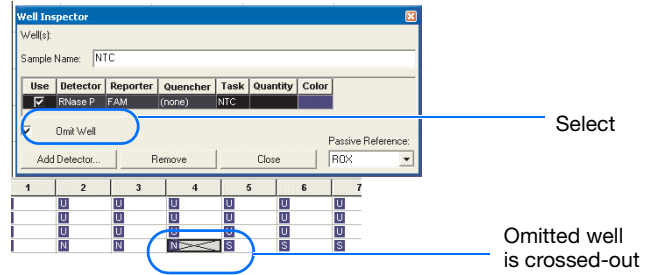 Well Inspector
Well(s):
Sample Name: NTC
Use Detector Reporter Quencher Task Quantity Color
RNase P FAM (none) NTC
Omit Well
Select
Passive Reference:
Add Detector... Remove Close ROX
1 2 3 4 5 6 7
U U U U U U
U U U U U U
U U U U U U
N N N S S S
Omitted well
is crossed-out